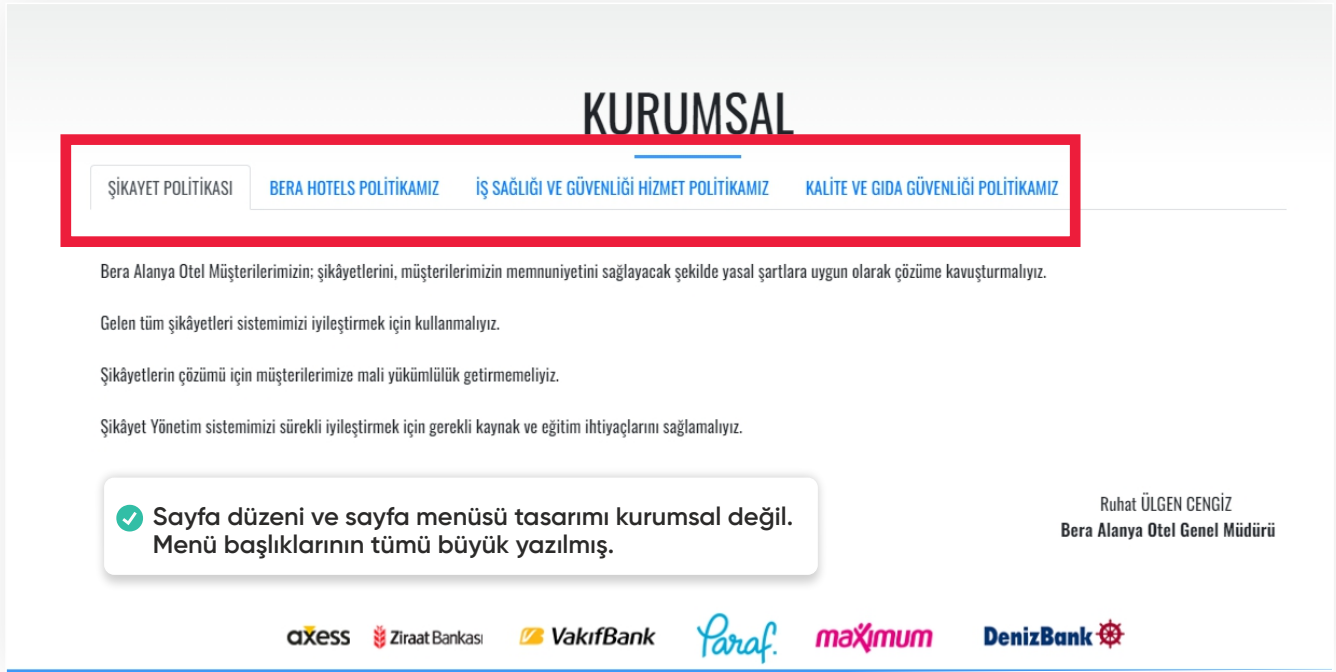 KURUMSAL
ŞİKAYET POLİTİKASI BERA HOTELS POLİTİKAMIZ İŞ SAĞLIĞI VE GÜVENLİĞİ HİZMET POLİTİKAMIZ KALİTE VE GIDA GÜVENLİĞİ POLİTİKAMIZ
Bera Alanya Otel Müşterilerimizin; şikâyetlerini, müşterilerimizin memnuniyetini sağlayacak şekilde yasal şartlara uygun olarak çözüme kavuşturmalıyız.
Gelen tüm şikâyetleri sistemimizi iyileştirmek için kullanmalıyız.
Şikâyetlerin çözümü için müşterilerimize mali yükümlülük getirmemeliyiz.
Şikâyet Yönetim sistemimizi sürekli iyileştirmek için gerekli kaynak ve eğitim ihtiyaçlarını sağlamalıyız.
Sayfa düzeni ve sayfa menüsü tasarımı kurumsal değil.
Menü başlıklarının tümü büyük yazılmış.
Ruhat ÜLGEN CENGİZ
Bera Alanya Otel Genel Müdürü
axess Ziraat Bankası VakıfBank Paraf. maximum DenizBank